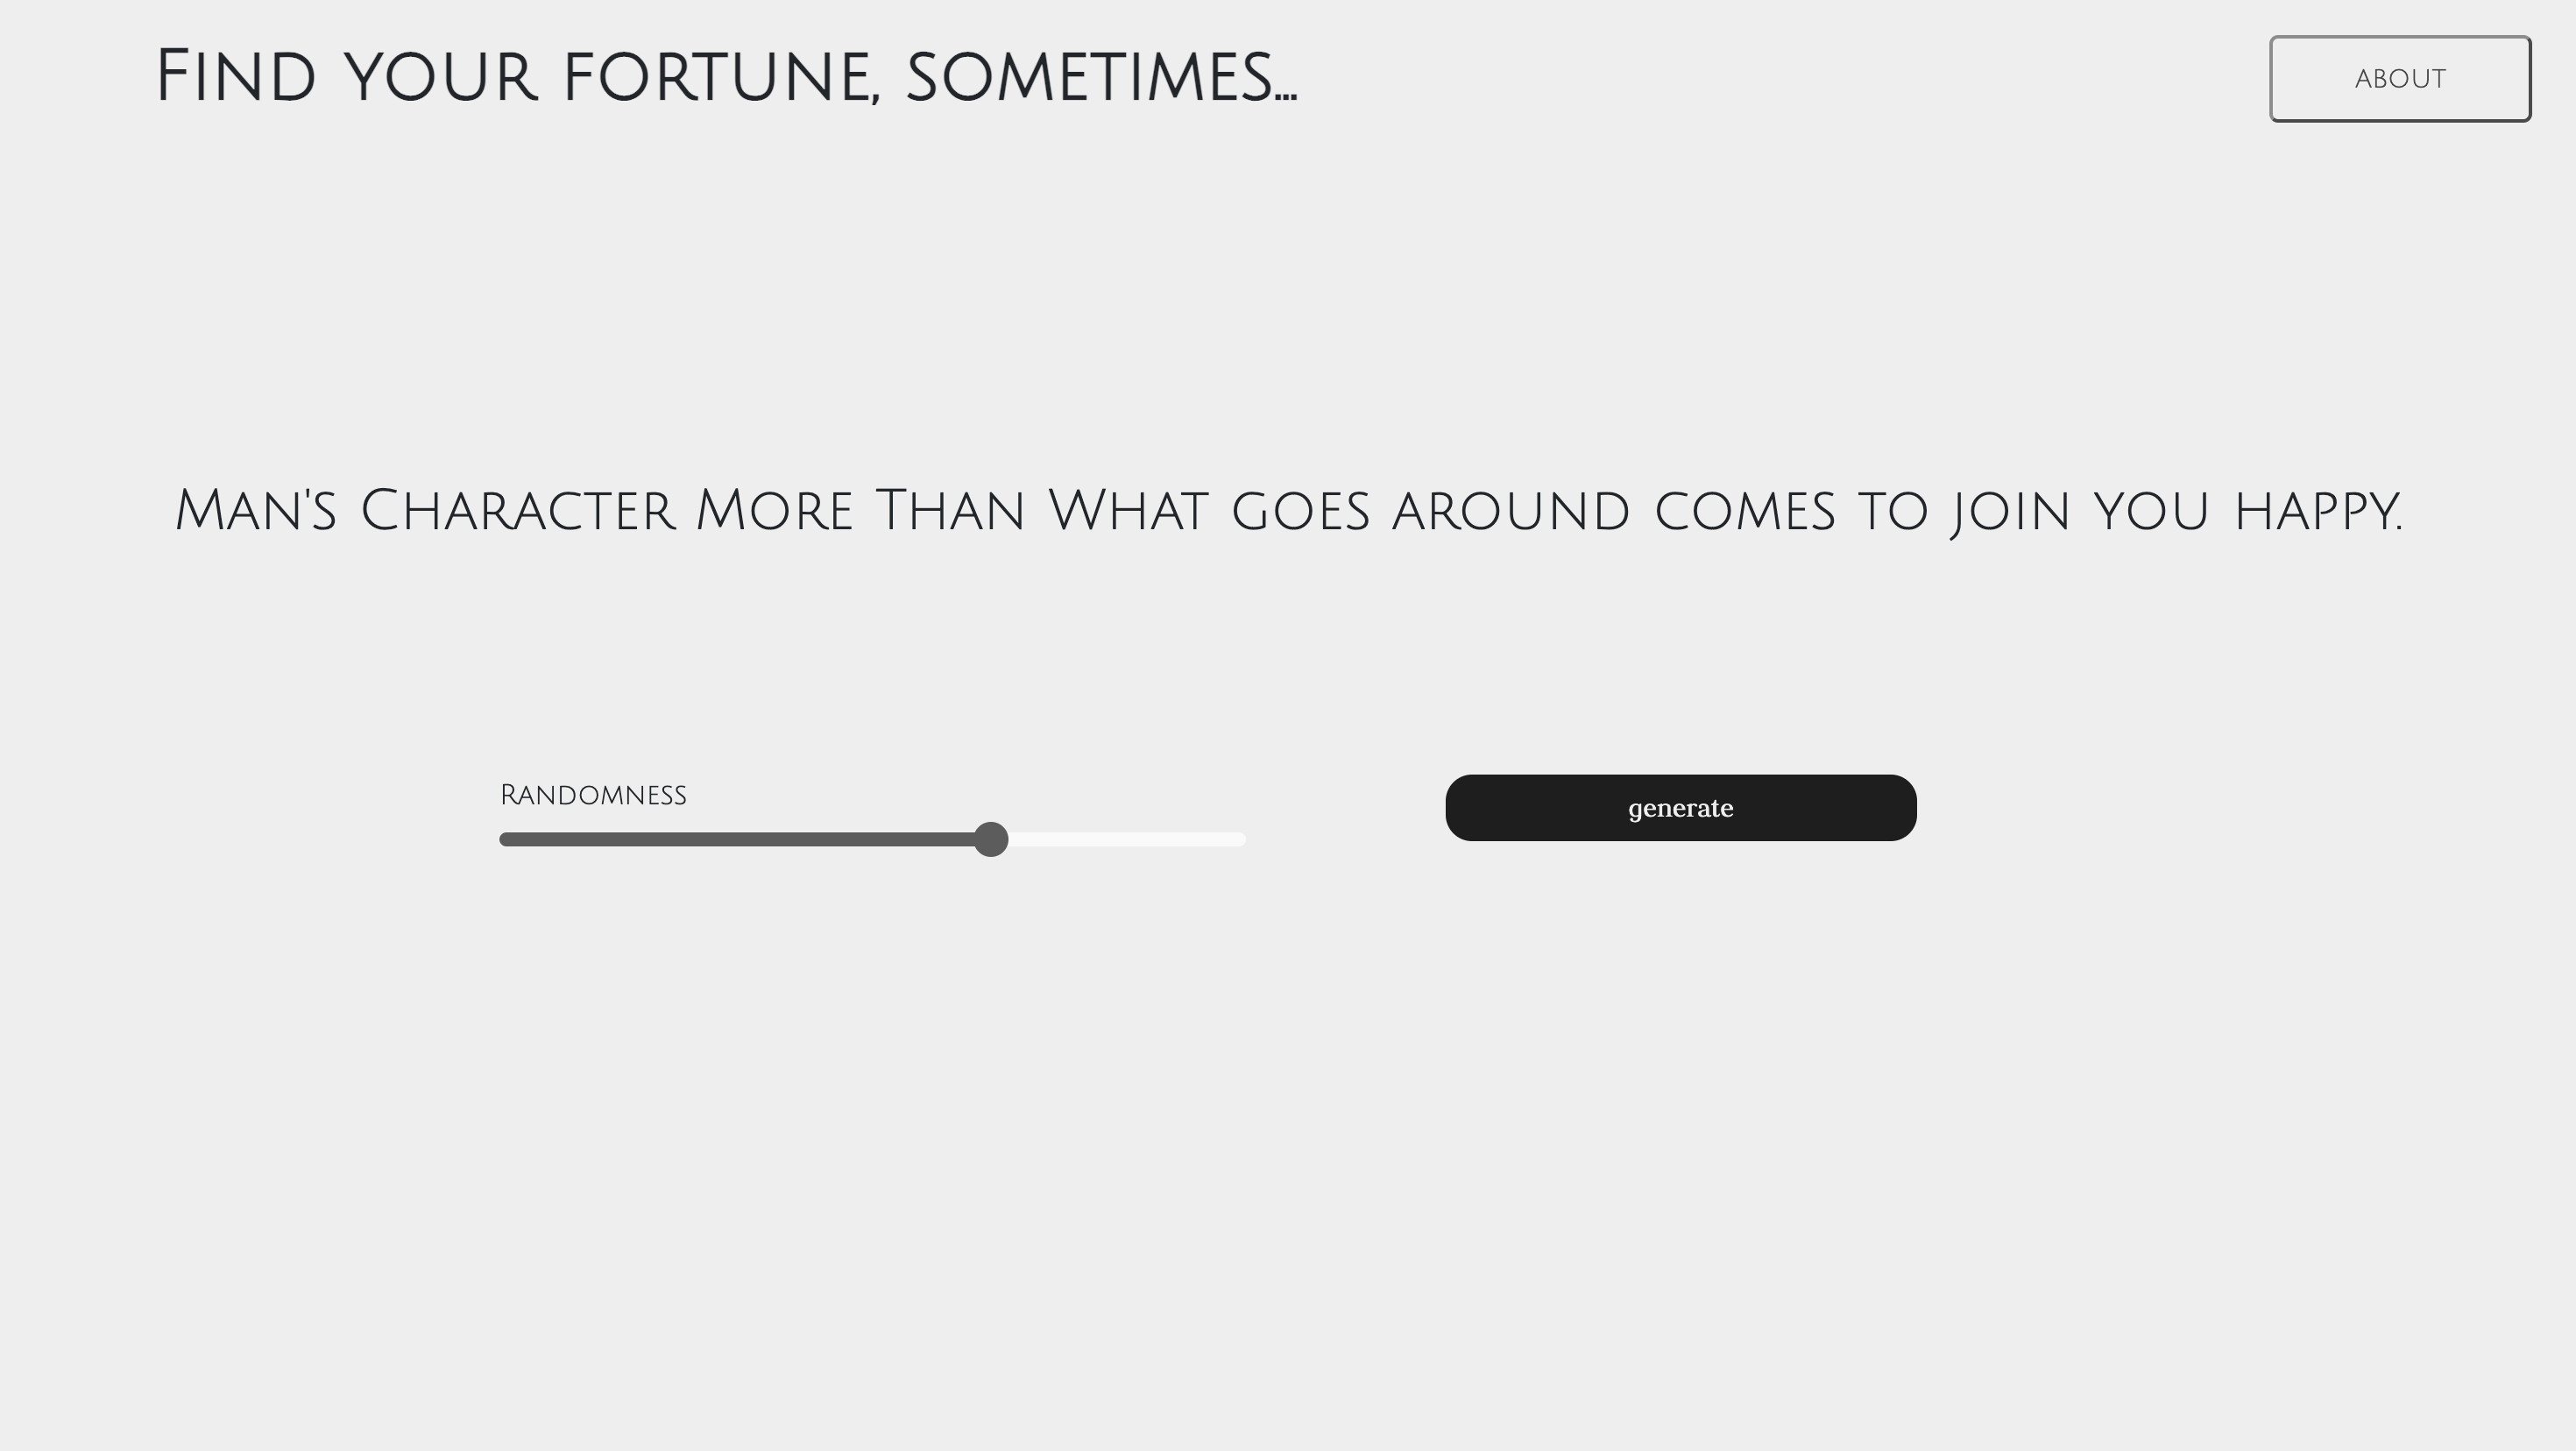 Find your fortune, sometimes...
ABOUT
Man's Character More Than What goes around comes to join you happy.
Randomness
generate